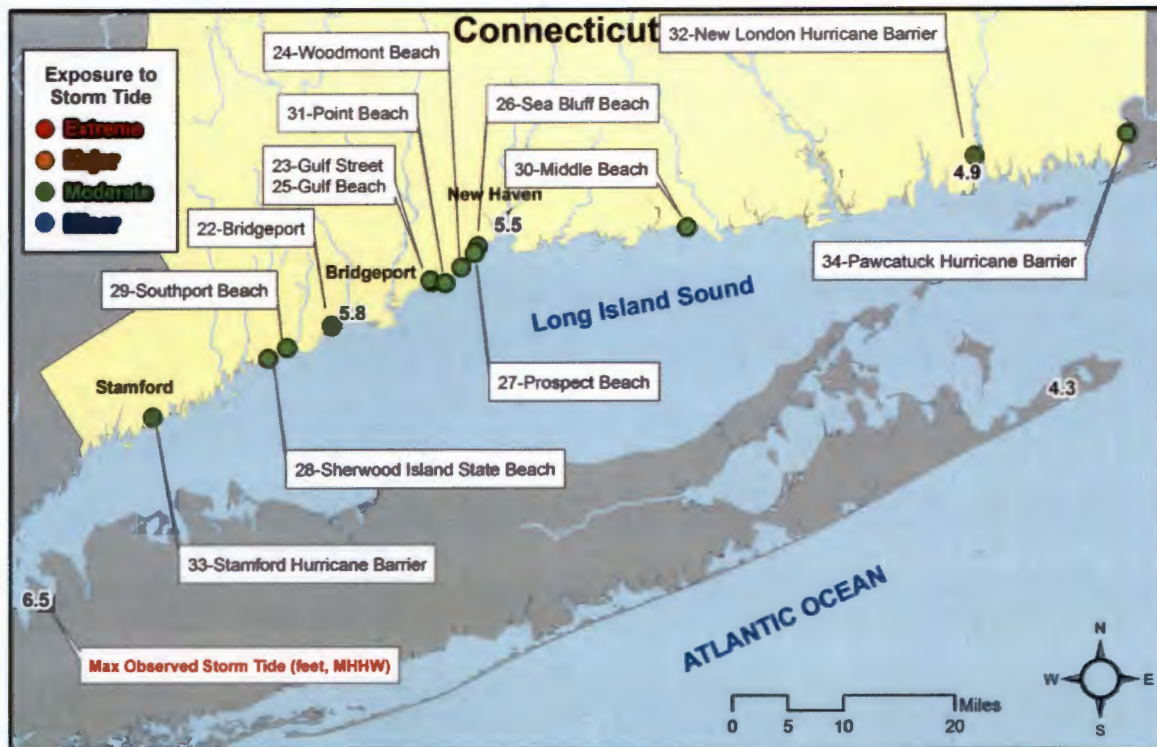 Connecticut
32-New London Hurricane Barrier
24-Woodmont Beach
Exposure to
Storm Tide
Extreme
Moderate
31-Point Beach
26-Sea Bluff Beach
23-Gulf Street
25-Gulf Beach
30-Middle Beach
New Haven
5.5
4.9
22-Bridgeport
Bridgeport
34-Pawcatuck Hurricane Barrier
29-Southport Beach
5.8
Long Island Sound
Stamford
27-Prospect Beach
4.3
28-Sherwood Island State Beach
33-Stamford Hurricane Barrier
6.5
ATLANTIC OCEAN
Max Observed Storm Tide (feet, MHHW)
N
W
E
S
Miles
0 5 10 20